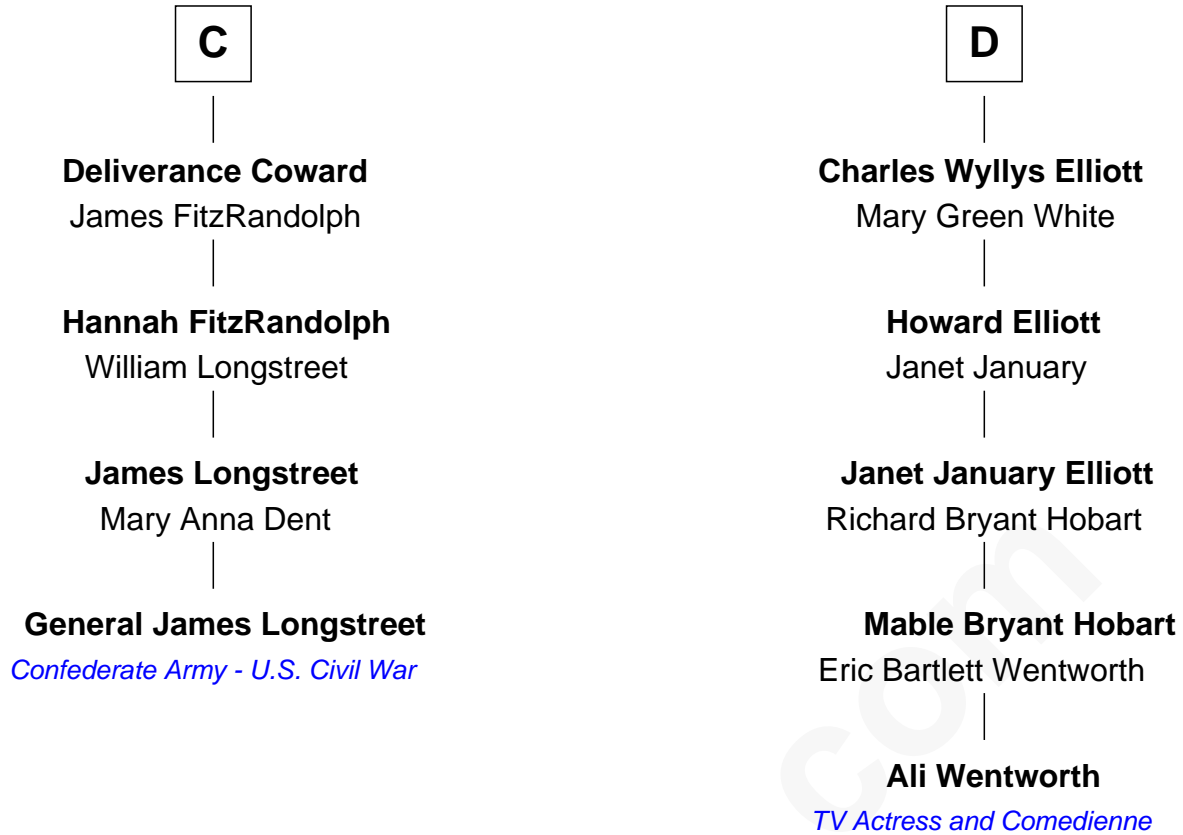 C
Deliverance Coward
James FitzRandolph
Hannah FitzRandolph
William Longstreet
James Longstreet
Mary Anna Dent
General James Longstreet
Confederate Army - U.S. Civil War
D
Charles Wyllys Elliott
Mary Green White
Howard Elliott
Janet January
Janet January Elliott
Richard Bryant Hobart
Mable Bryant Hobart
Eric Bartlett Wentworth
Ali Wentworth
TV Actress and Comedienne
com